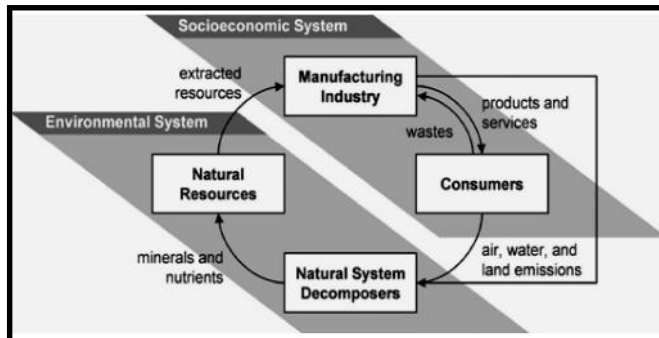 Socioeconomic System
extracted
resources
Manufacturing
Industry
products and
services
wastes
Environmental System
Natural
Resources
Consumers
minerals and
nutrients
Natural System
Decomposers
air, water, and
land emissions